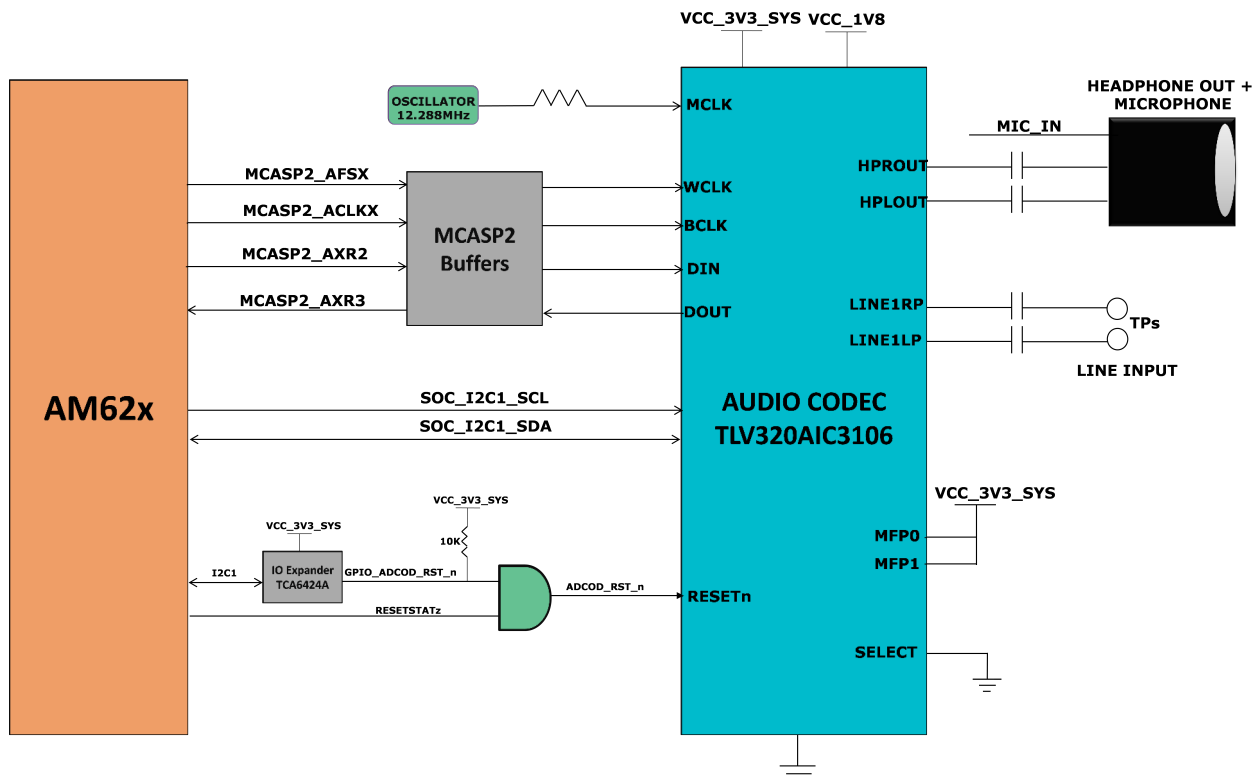 VCC_3V3_SYS
VCC_1V8
OSCILLATOR
12.288MHz
MCLK
HEADPHONE OUT +
MICROPHONE
MIC_IN
HPROUT
HPLOUT
MCASP2_AFSX
MCASP2_ACLKX
MCASP2_AXR2
MCASP2_AXR3
MCASP2
Buffers
WCLK
BCLK
DIN
DOUT
LINE1RP
LINE1LP
TPs
LINE INPUT
AM62x
SOC_I2C1_SCL
SOC_I2C1_SDA
AUDIO CODEC
TLV320AIC3106
VCC_3V3_SYS
10K
VCC_3V3_SYS
I2C1
IO Expander
TCA6424A
GPIO_ADCOD_RST_n
RESETSTATz
ADCOD_RST_n
RESETn
VCC_3V3_SYS
MFP0
MFP1
SELECT